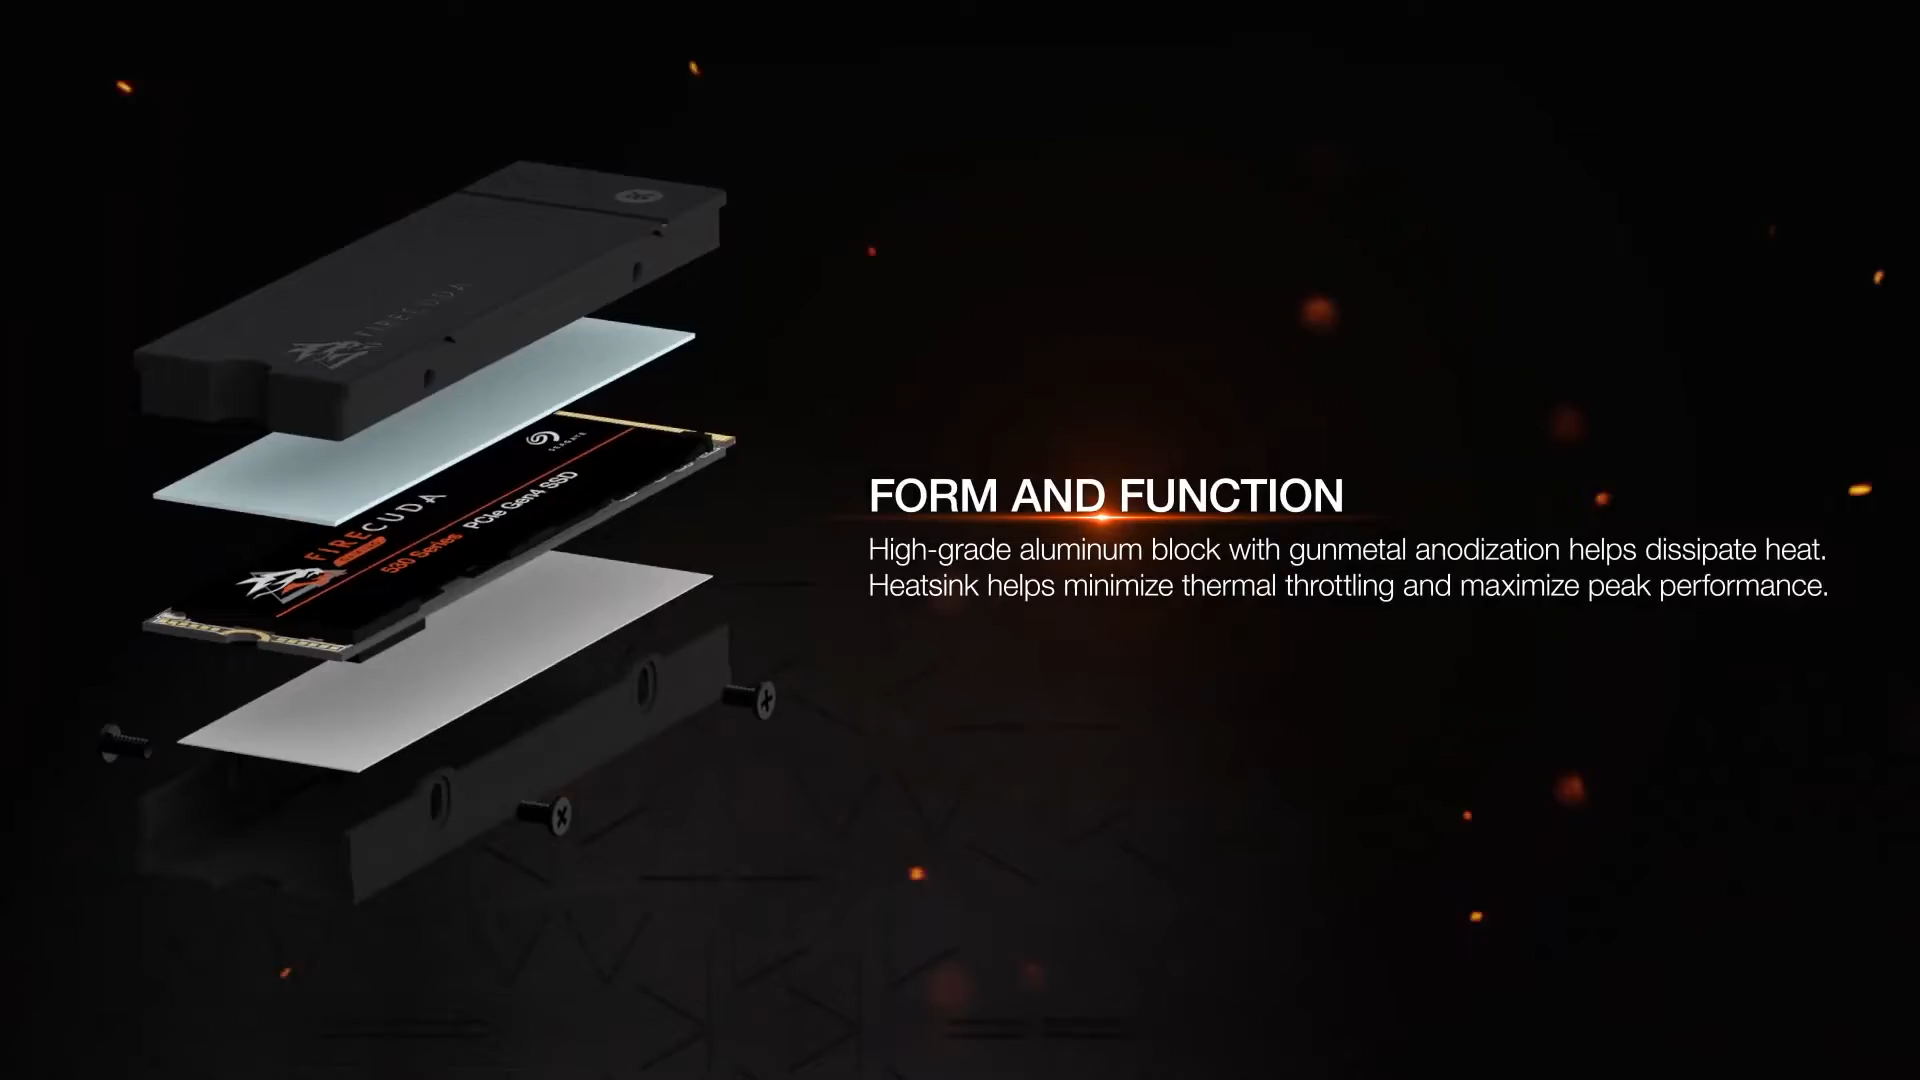 FIRECUDA
SEAGATE
FIRECUDA
530 Series PCIe Gen4 SSD
FORM AND FUNCTION
High-grade aluminum block with gunmetal anodization helps dissipate heat.
Heatsink helps minimize thermal throttling and maximize peak performance.